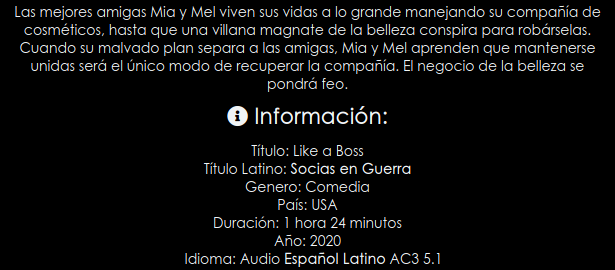 Las mejores amigas Mia y Mel viven sus vidas a lo grande manejando su compañía de
cosméticos, hasta que una villana magnate de la belleza conspira para robárselas.
Cuando su malvado plan separa a las amigas, Mia y Mel aprenden que mantenerse
unidas será el único modo de recuperar la compañía. El negocio de la belleza se
pondrá feo.
Información:
Título: Like a Boss
Título Latino: Socias en Guerra
Genero: Comedia
País: USA
Duración: 1 hora 24 minutos
Año: 2020
Idioma: Audio Español Latino AC3 5.1